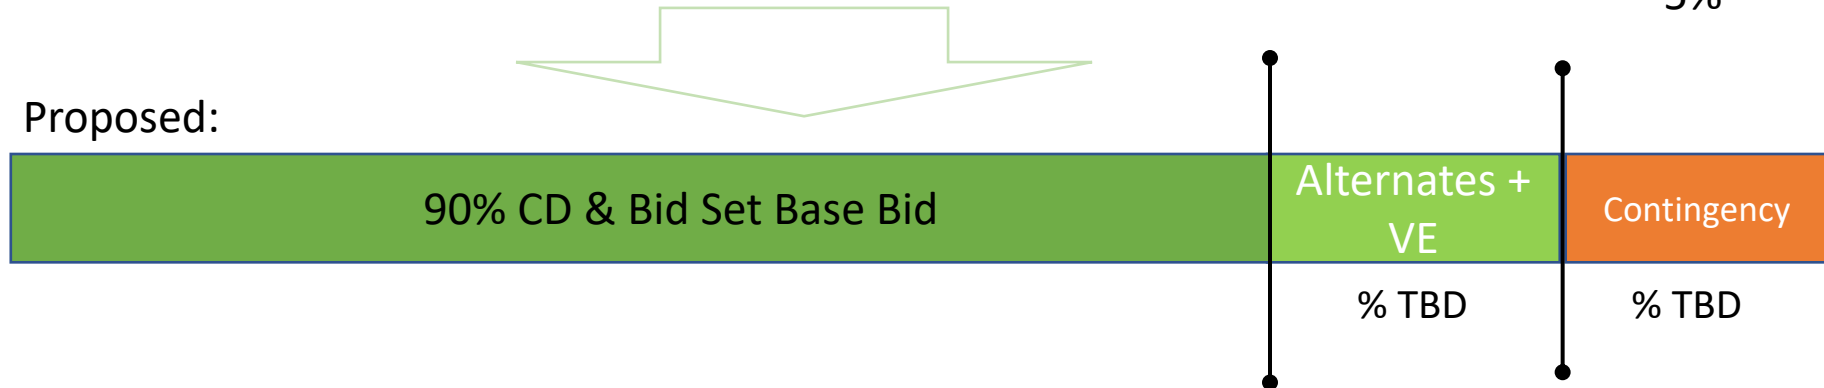 Proposed:
90% CD & Bid Set Base Bid
Alternates +
VE
Contingency
% TBD
% TBD